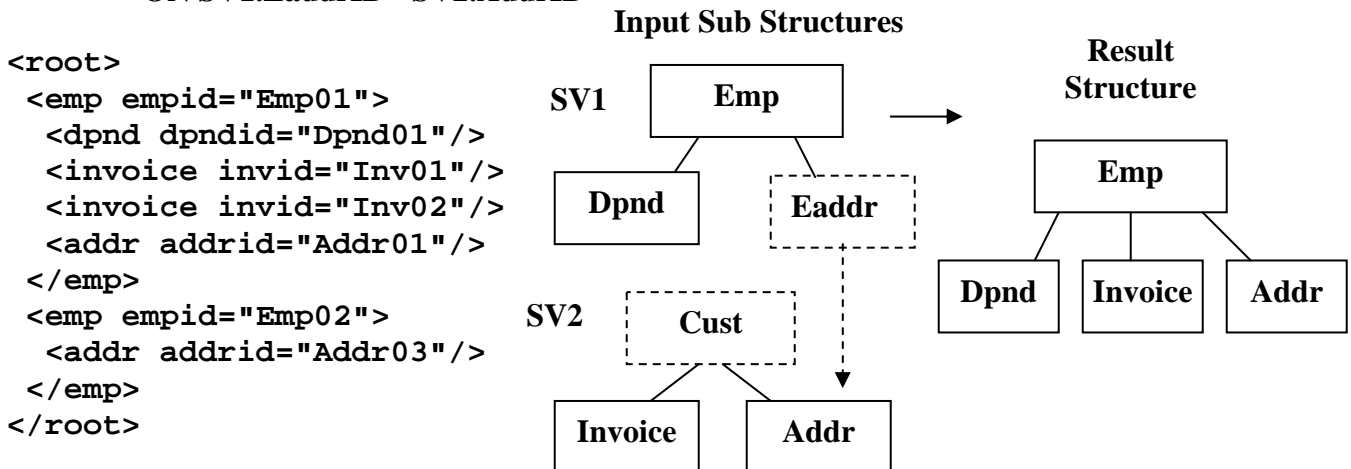 <root>
<emp empid="Emp01">
<dpnd dpndid="Dpnd01"/>
<invoice invid="Inv01"/>
<invoice invid="Inv02"/>
<addr addrid="Addr01"/>
</emp>
<emp empid="Emp02">
<addr addrid="Addr03"/>
</emp>
</root>
Input Sub Structures
SV1
Emp
Dpnd
Eaddr
SV2
Cust
Invoice
Addr
Result
Structure
Emp
Dpnd
Invoice
Addr